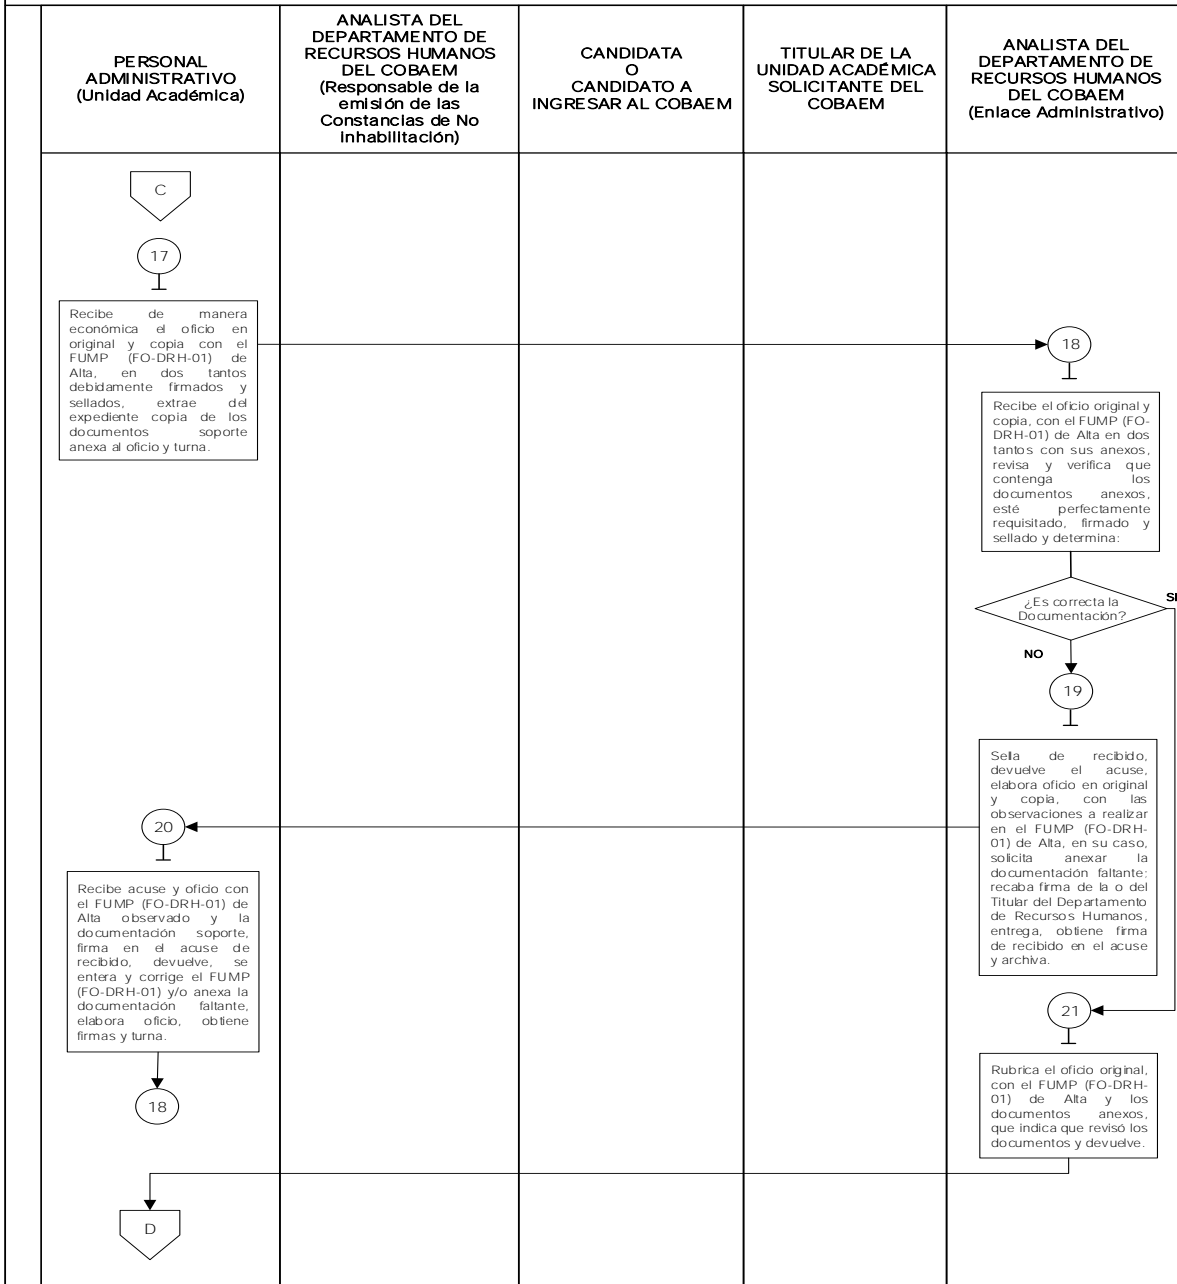 PERSONAL
ADMINISTRATIVO
(Unidad Académica)
ANALISTA DEL
DEPARTAMENTO DE
RECURSOS HUMANOS
DEL COBAEM
(Responsable de la
emisión de las
Constancias de No
Inhabilitación)
CANDIDATA
O
CANDIDATO A
INGRESAR AL COBAEM
TITULAR DE LA
UNIDAD ACADÉMICA
SOLICITANTE DEL
COBAEM
ANALISTA DEL
DEPARTAMENTO DE
RECURSOS HUMANOS
DEL COBAEM
(Enlace Administrativo)
C
17
Recibe de manera
económica el oficio en
original y copia con el
FUMP (FO-DRH-01) de
Alta, en dos tantos
debidamente firmados y
sellados, extrae del
expediente copia de los
documentos soporte
anexa al oficio y turna.
18
Recibe el oficio original y
copia, con el FUMP (FO-
DRH-01) de Alta en dos
tantos con sus anexos,
revisa y verifica que
contenga los
documentos anexos,
esté perfectamente
requisitado, firmado y
sellado y determina:
¿Es correcta la
Documentación?
SI
NO
19
Sella de recibido,
devuelve el acuse,
elabora oficio en original
y copia, con las
observaciones a realizar
en el FUMP (FO-DRH-
01) de Alta, en su caso,
solicita anexar la
documentación faltante;
recaba firma de la o del
Titular del Departamento
de Recursos Humanos,
entrega, obtiene firma
de recibido en el acuse
y archiva.
20
Recibe acuse y oficio con
el FUMP (FO-DRH-01) de
Alta observado y la
documentación soporte,
firma en el acuse de
recibido, devuelve, se
entera y corrige el FUMP
(FO-DRH-01) y/o anexa la
documentación faltante,
elabora oficio, obtiene
firmas y turna.
18
21
Rubrica el oficio original,
con el FUMP (FO-DRH-
01) de Alta y los
documentos anexos,
que indica que revisó los
documentos y devuelve.
D